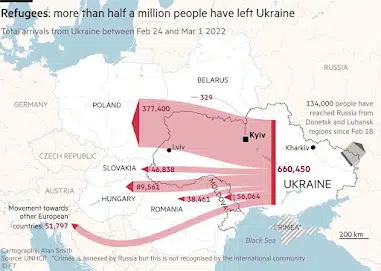 Refugees: more than half a million people have left Ukraine
Total arrivals from Ukraine between Feb 24 and Mar 1 2022
BELARUS
RUSSIA
329
GERMANY
POLAND
377,400
134,000 people have
reached Russia from
Donetsk and Luhansk
regions since Feb 18
Kyiv
Lviv
Kharkiv
CZECH REPUBLIC
SLOVAKIA
46,838
660,450
UKRAINE
AUSTRIA
89,561
HUNGARY
MOLDOVA
56,064
ROMANIA
38,461
Movement towards
other European
countries: 51,797
CRIMEA*
Black Sea
200 km
Cartography: Alan Smith
Source: UNHCR *Crimea is annexed by Russia but this is not recognised by the international community
© FT